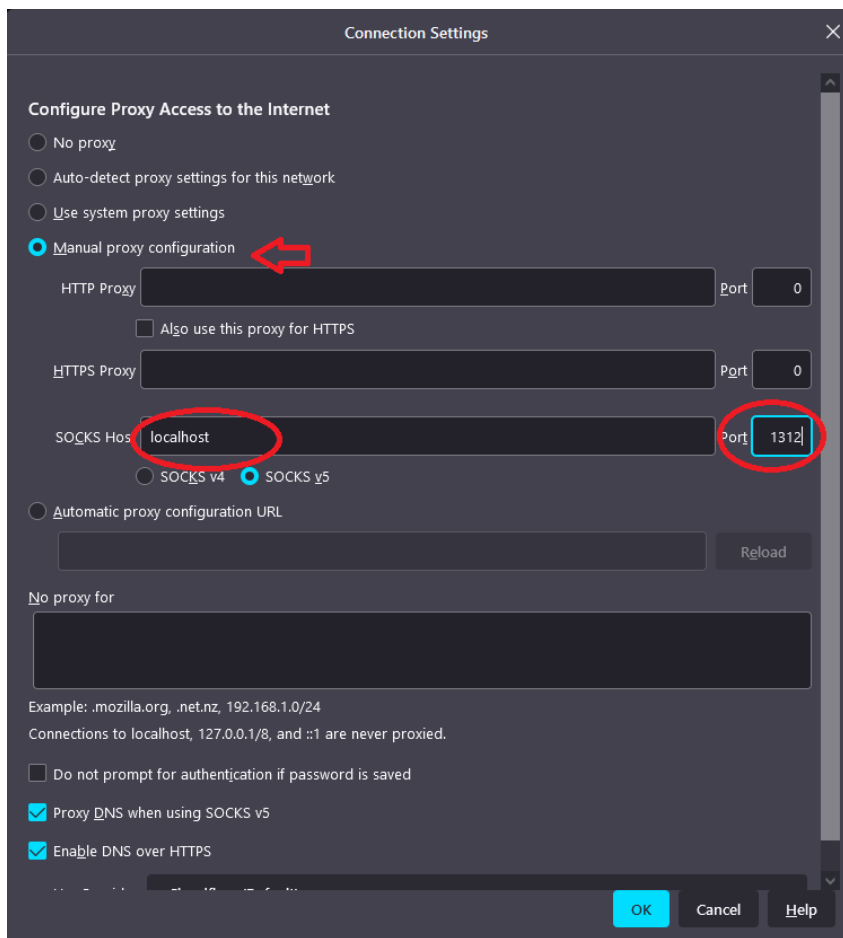 Connection Settings
Configure Proxy Access to the Internet
No proxy
Auto-detect proxy settings for this network
Use system proxy settings
Manual proxy configuration
HTTP Proxy Port 0
Also use this proxy for HTTPS
HTTPS Proxy Port 0
SOCKS Hos localhost Port 1312
SOCKS v4 SOCKS v5
Automatic proxy configuration URL
Reload
No proxy for
Example: .mozilla.org, .net.nz, 192.168.1.0/24
Connections to localhost, 127.0.0.1/8, and ::1 are never proxied.
Do not prompt for authentication if password is saved
Proxy DNS when using SOCKS v5
Enable DNS over HTTPS
OK Cancel Help